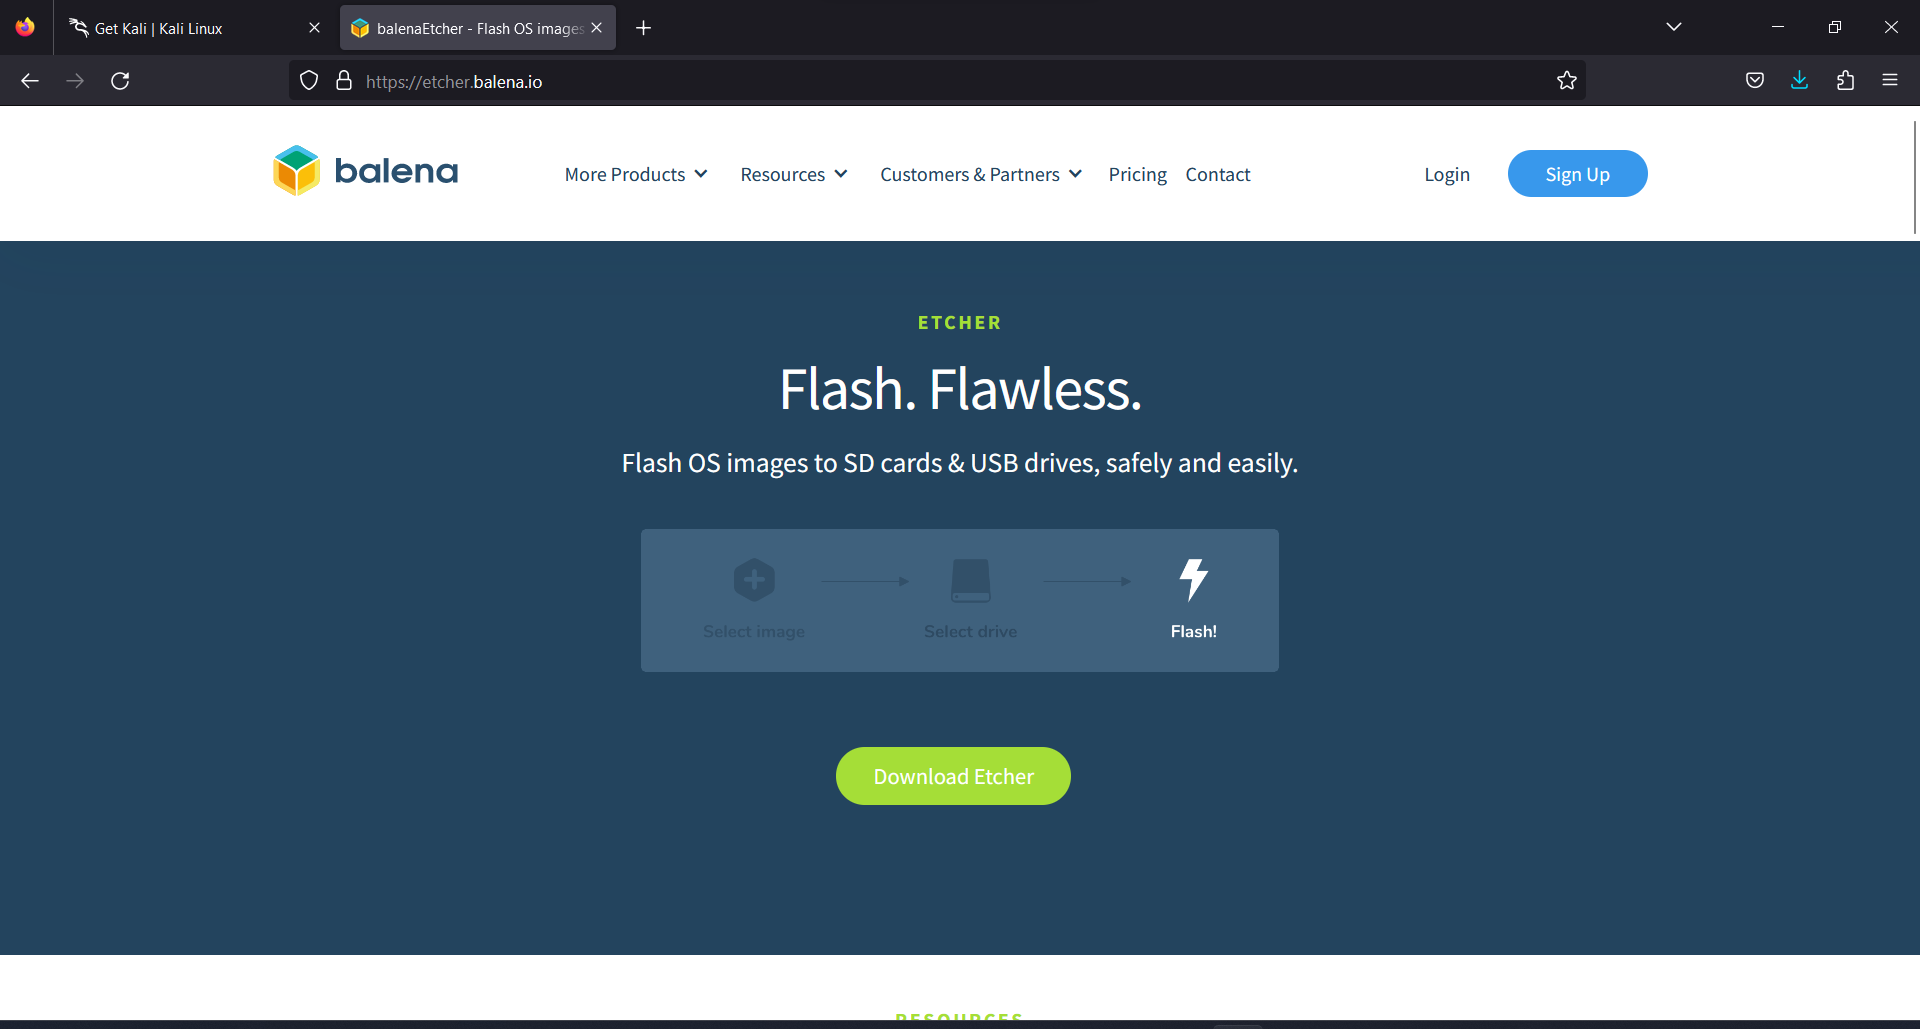 Get Kali | Kali Linux
balenaEtcher - Flash OS images
https://etcher.balena.io
balena
More Products
Resources
Customers & Partners
Pricing
Contact
Login
Sign Up
ETCHER
Flash. Flawless.
Flash OS images to SD cards & USB drives, safely and easily.
Select image
Select drive
Flash!
Download Etcher
RESOURCES